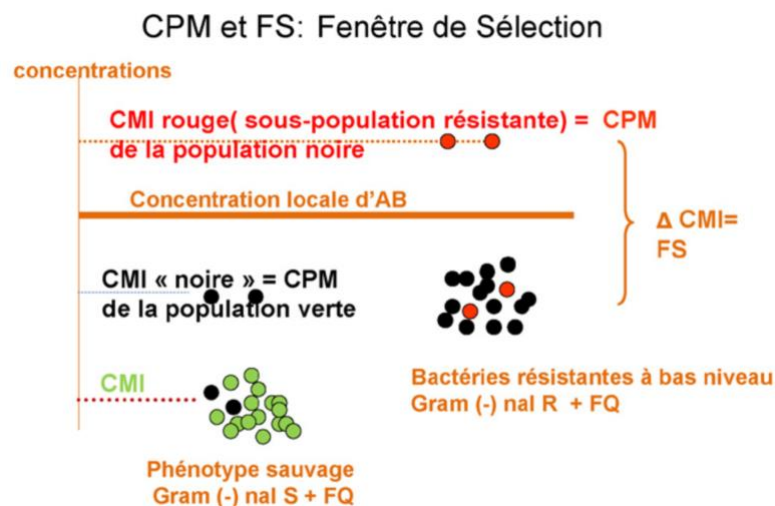 CPM et FS: Fenêtre de Sélection
concentrations
CMI rouge( sous-population résistante) = CPM
de la population noire
Concentration locale d'AB
Δ CMI=
FS
CMI « noire » = CPM
de la population verte
CMI
Bactéries résistantes à bas niveau
Gram (-) nal R + FQ
Phénotype sauvage
Gram (-) nal S + FQ